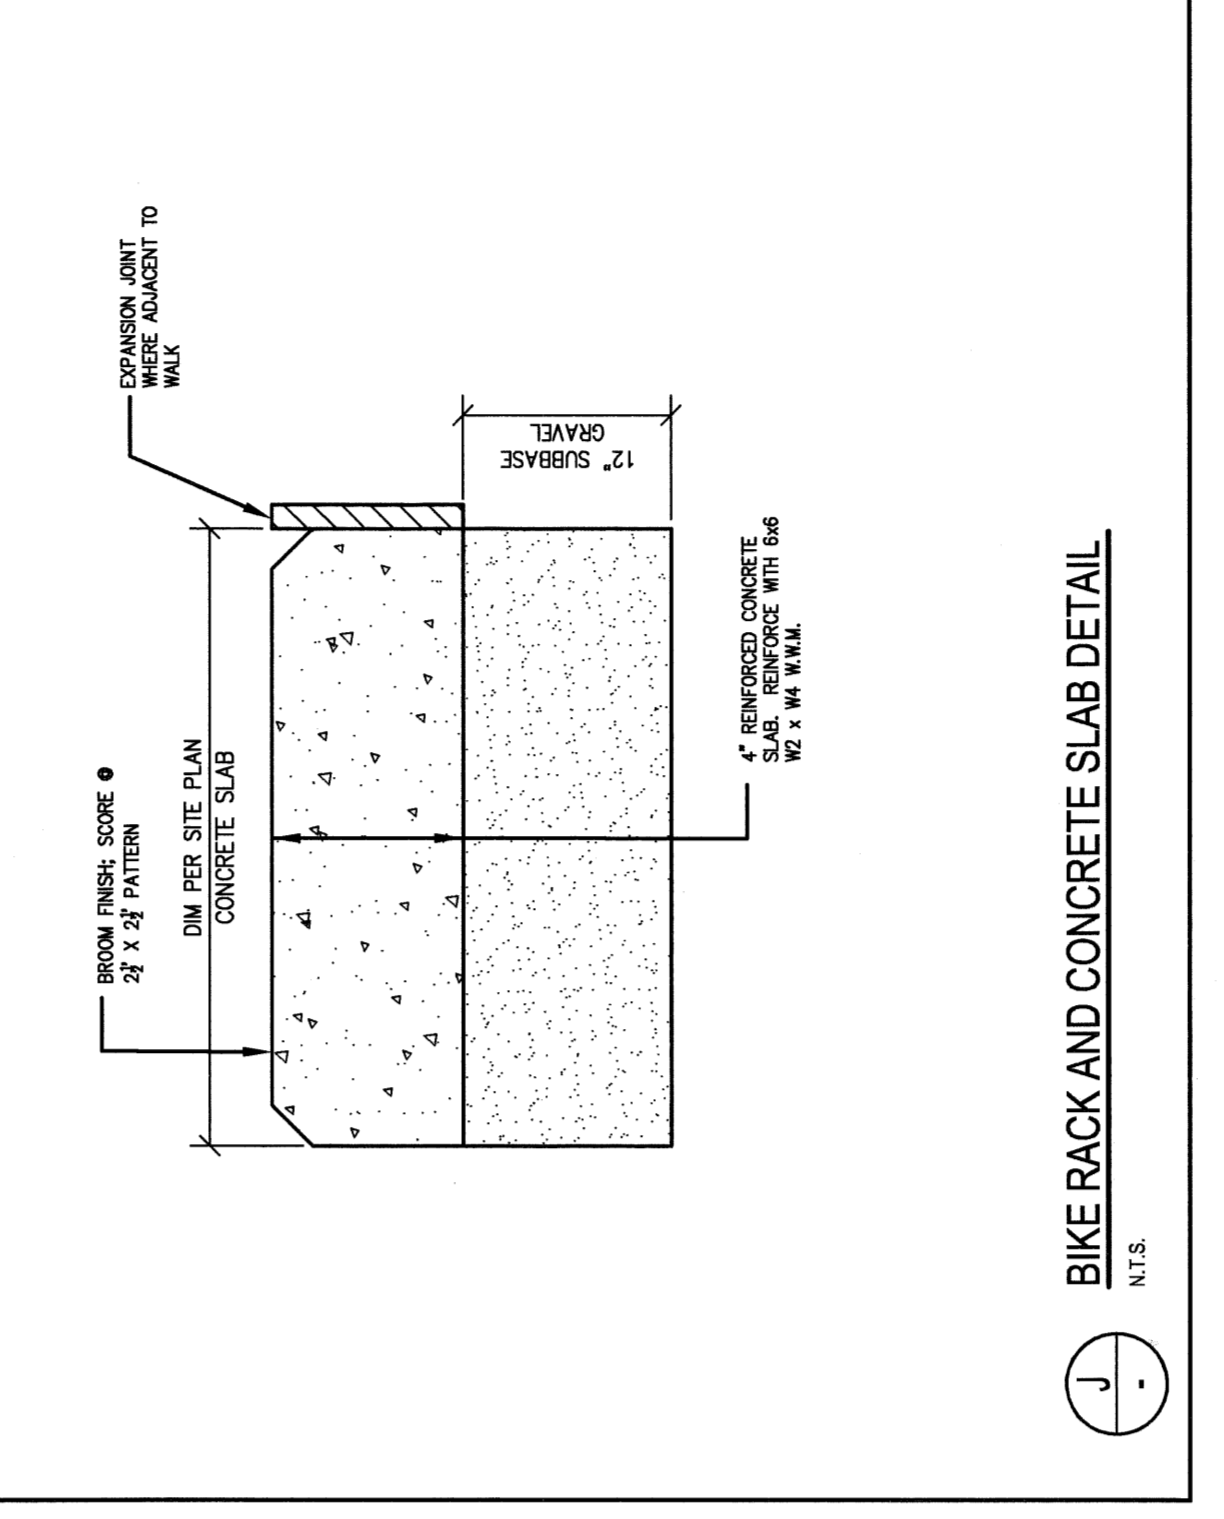 BROOM FINISH; SCORE @
2½" X 2½" PATTERN
DIM PER SITE PLAN
CONCRETE SLAB
EXPANSION JOINT
WHERE ADJACENT TO
WALK
12" SUBBASE
GRAVEL
4" REINFORCED CONCRETE
SLAB. REINFORCE WITH 6x6
W2 x W4 W.W.M.
J
-
BIKE RACK AND CONCRETE SLAB DETAIL
N.T.S.